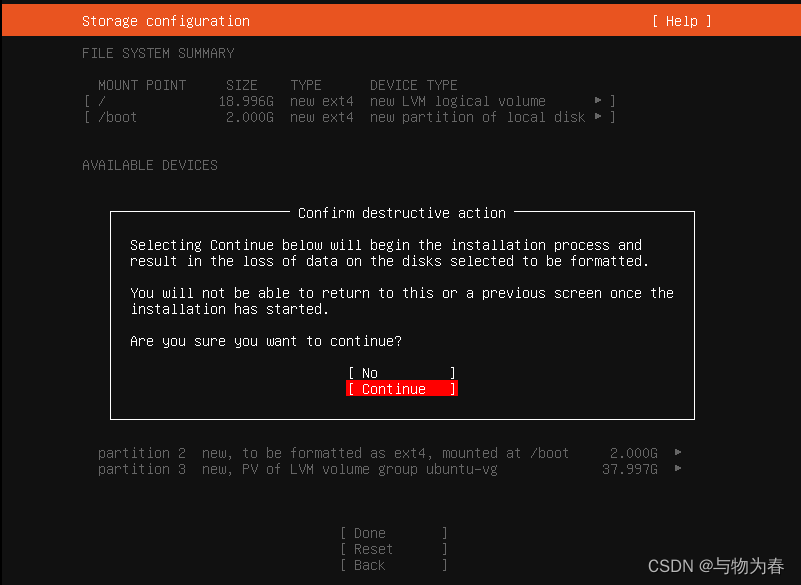 Storage configuration [ Help ]
FILE SYSTEM SUMMARY
MOUNT POINT SIZE TYPE DEVICE TYPE
[ / 18.996G new ext4 new LVM logical volume ▸ ]
[ /boot 2.000G new ext4 new partition of local disk ▸ ]
AVAILABLE DEVICES
Confirm destructive action
Selecting Continue below will begin the installation process and
result in the loss of data on the disks selected to be formatted.
You will not be able to return to this or a previous screen once the
installation has started.
Are you sure you want to continue?
[ No ]
[ Continue ]
partition 2 new, to be formatted as ext4, mounted at /boot 2.000G ▸
partition 3 new, PV of LVM volume group ubuntu-vg 37.997G ▸
[ Done ]
[ Reset ]
[ Back ]
CSDN @与物为春